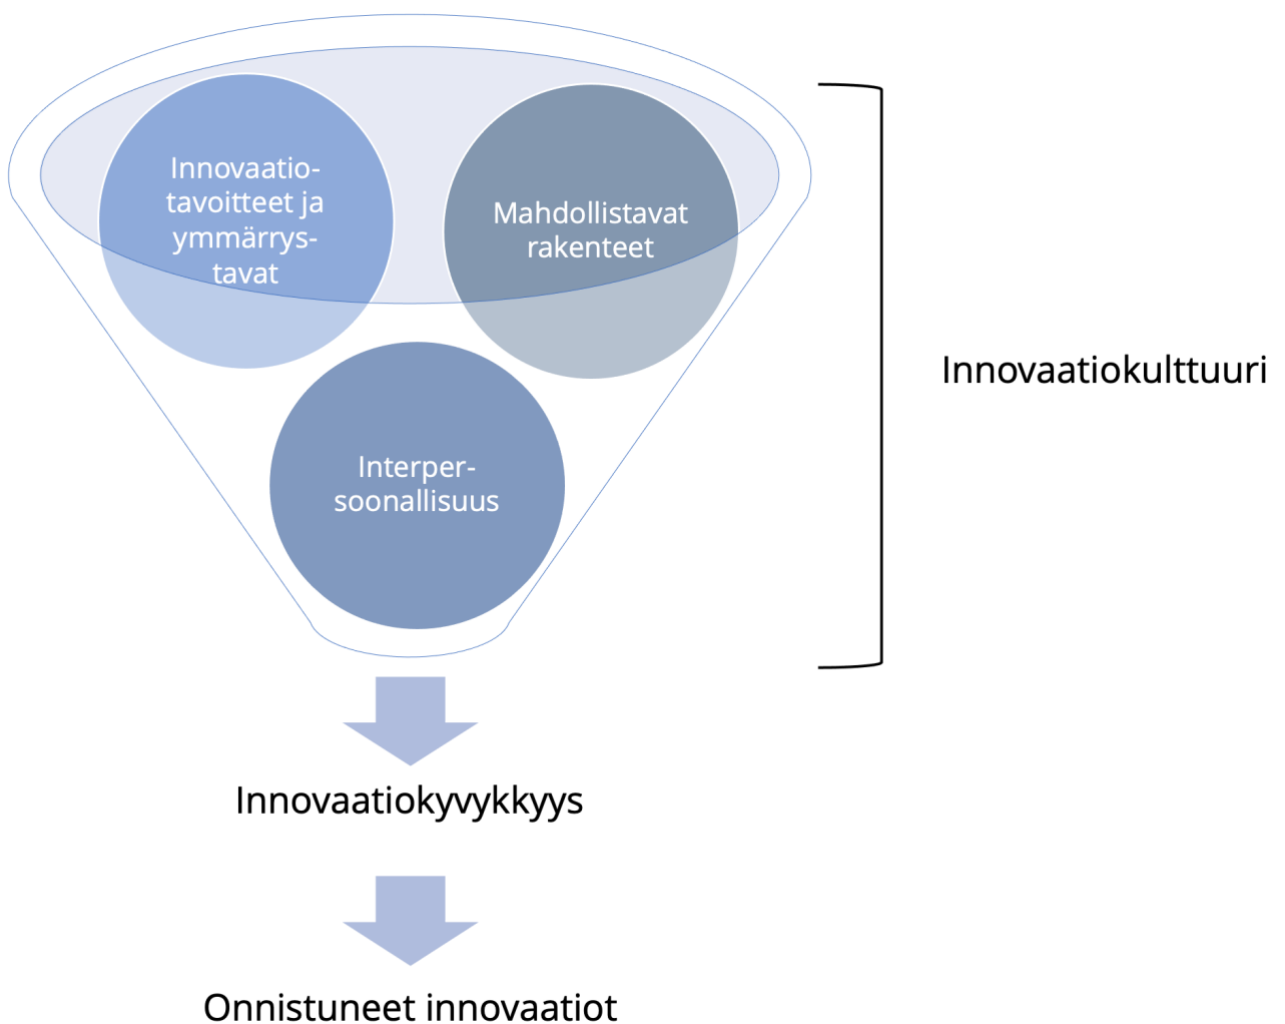 Innovaatio-
tavoitteet ja
ymmärrys-
tavat
Mahdollistavat
rakenteet
Interper-
soonallisuus
Innovaatiokulttuuri
Innovaatiokyvykkyys
Onnistuneet innovaatiot